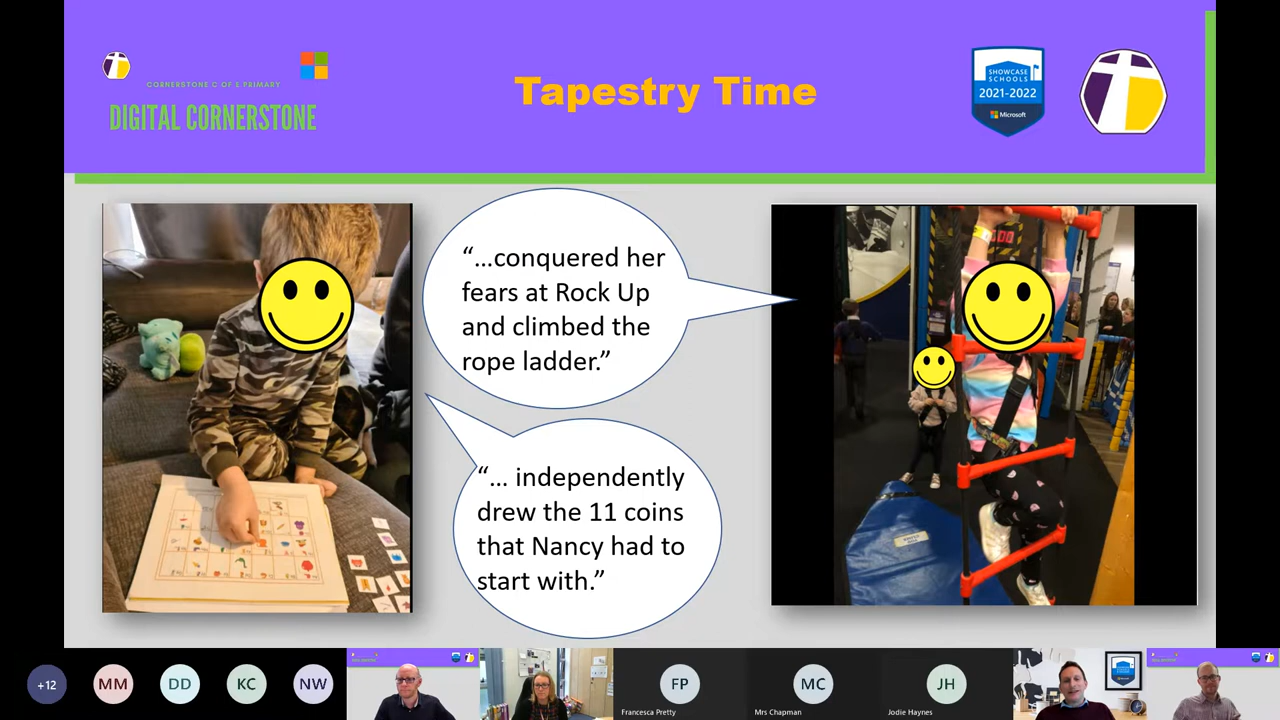 CORNERSTONE C OF E PRIMARY
DIGITAL CORNERSTONE
Tapestry Time
SHOWCASE
SCHOOLS
2021-2022
Microsoft
“...conquered her
fears at Rock Up
and climbed the
rope ladder.”
“... independently
drew the 11 coins
that Nancy had to
start with.”
+12
MM
DD
KC
NW
FP
Francesca Pretty
MC
Mrs Chapman
JH
Jodie Haynes